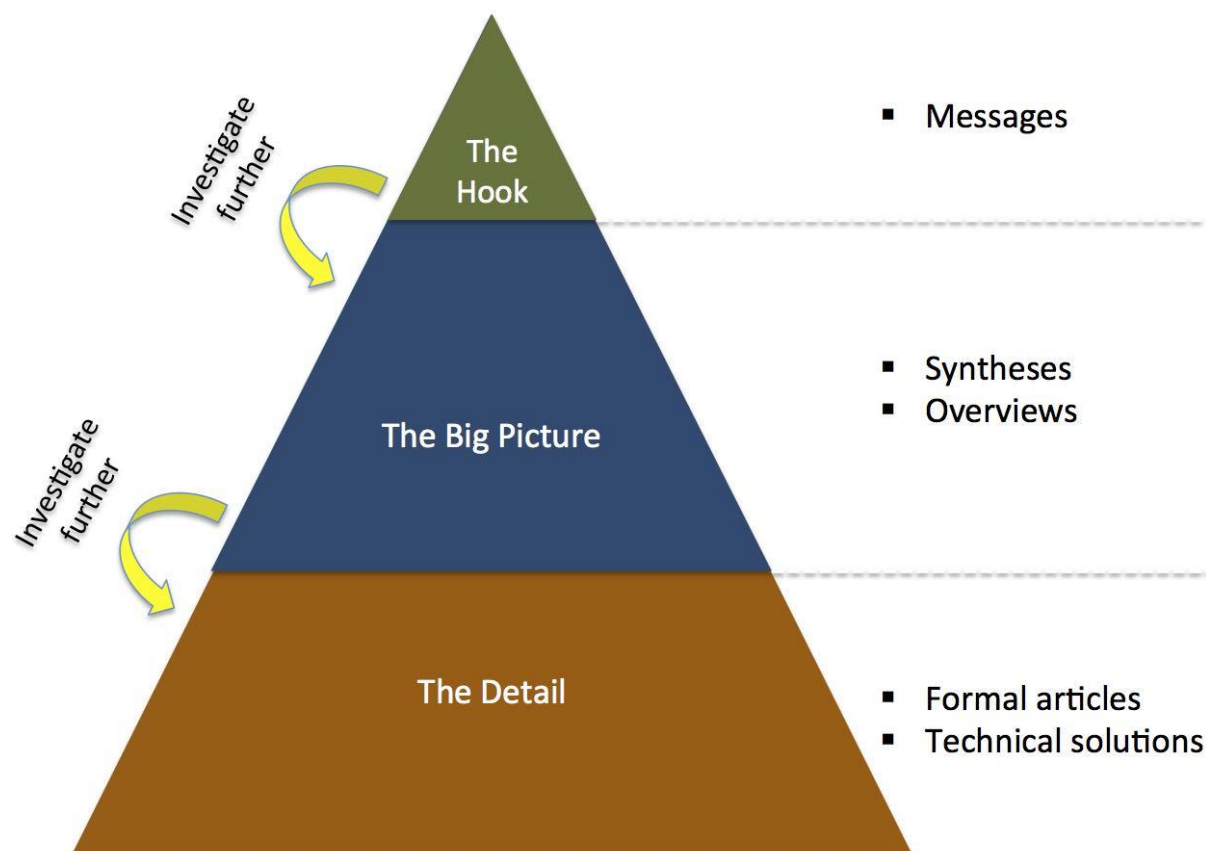 Investigate
further
The
Hook
▪ Messages
The Big Picture
▪ Syntheses
▪ Overviews
Investigate
further
The Detail
▪ Formal articles
▪ Technical solutions